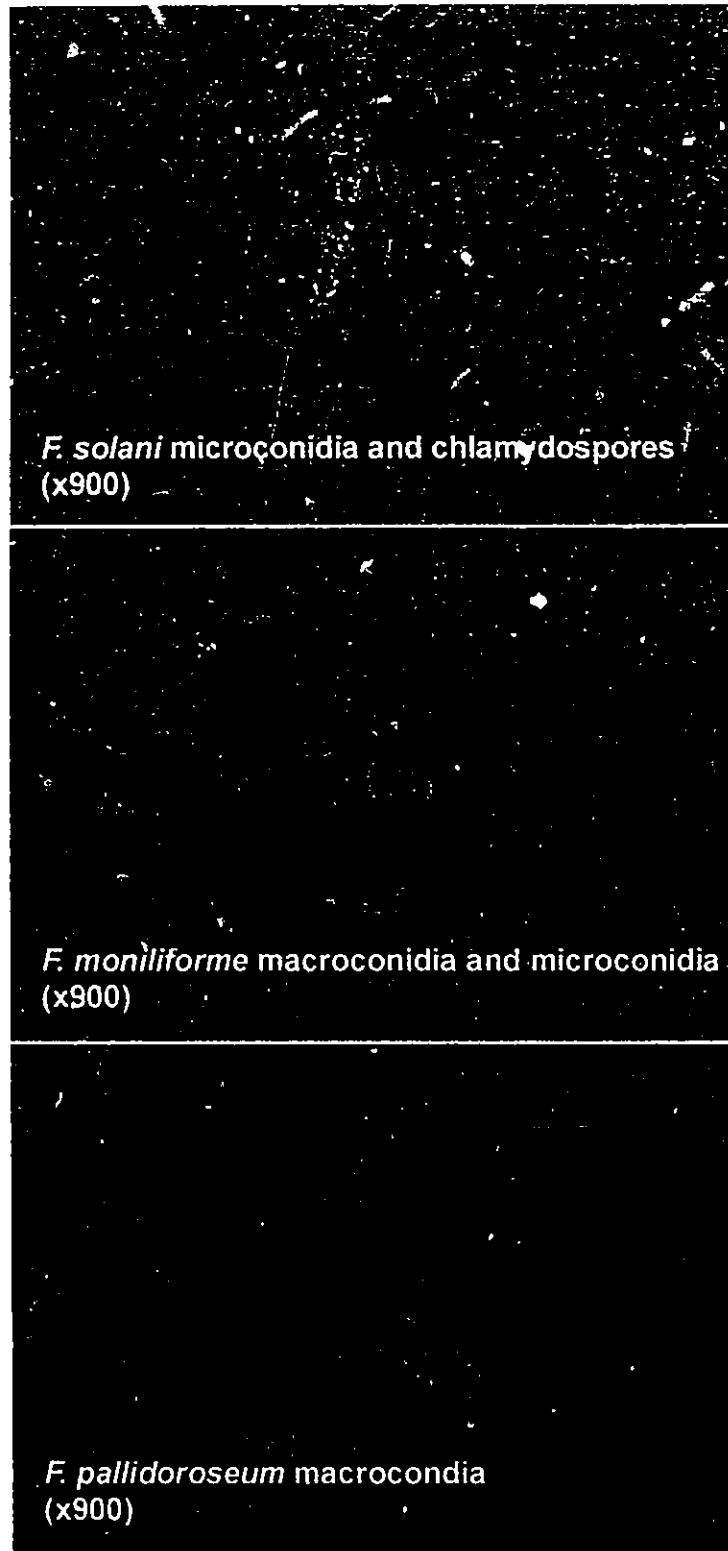 F. solani microconidia and chlamydospores
(x900)
F. moniliforme macroconidia and microconidia
(x900)
F. pallidoroseum macrocondia
(x900)